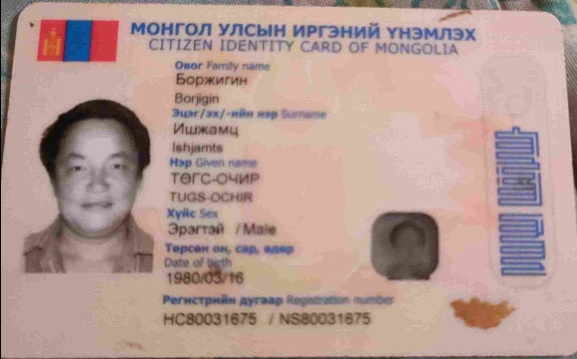 МОНГОЛ УЛСЫН ИРГЭНИЙ ҮНЭМЛЭХ
CITIZEN IDENTITY CARD OF MONGOLIA
Овог Family name
Боржигин
Borjigin
Эцэг/эх/-ийн нэр Surname
Ишжамц
Ishjamts
Нэр Given name
ТӨГС-ОЧИР
TUGS-OCHIR
Хүйс Sex
Эрэгтэй / Male
Төрсөн он, сар, өдөр
Date of birth
1980/03/16
Регистрийн дугаар Registration number
НС80031675 / NS80031675